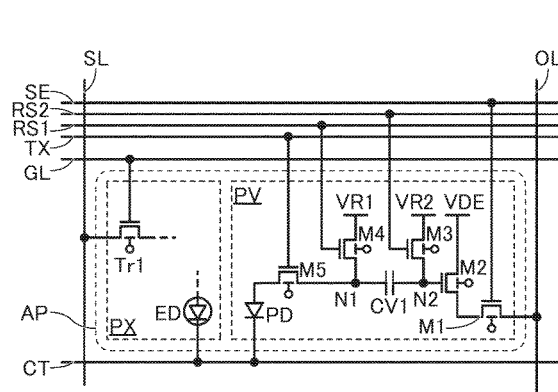 SL
OL
SE
RS2
RS1
TX
GL
PV
VR1
VR2
VDE
M4
M3
M5
M2
Tr1
N1
CV1
N2
AP
PX
ED
PD
M1
CT